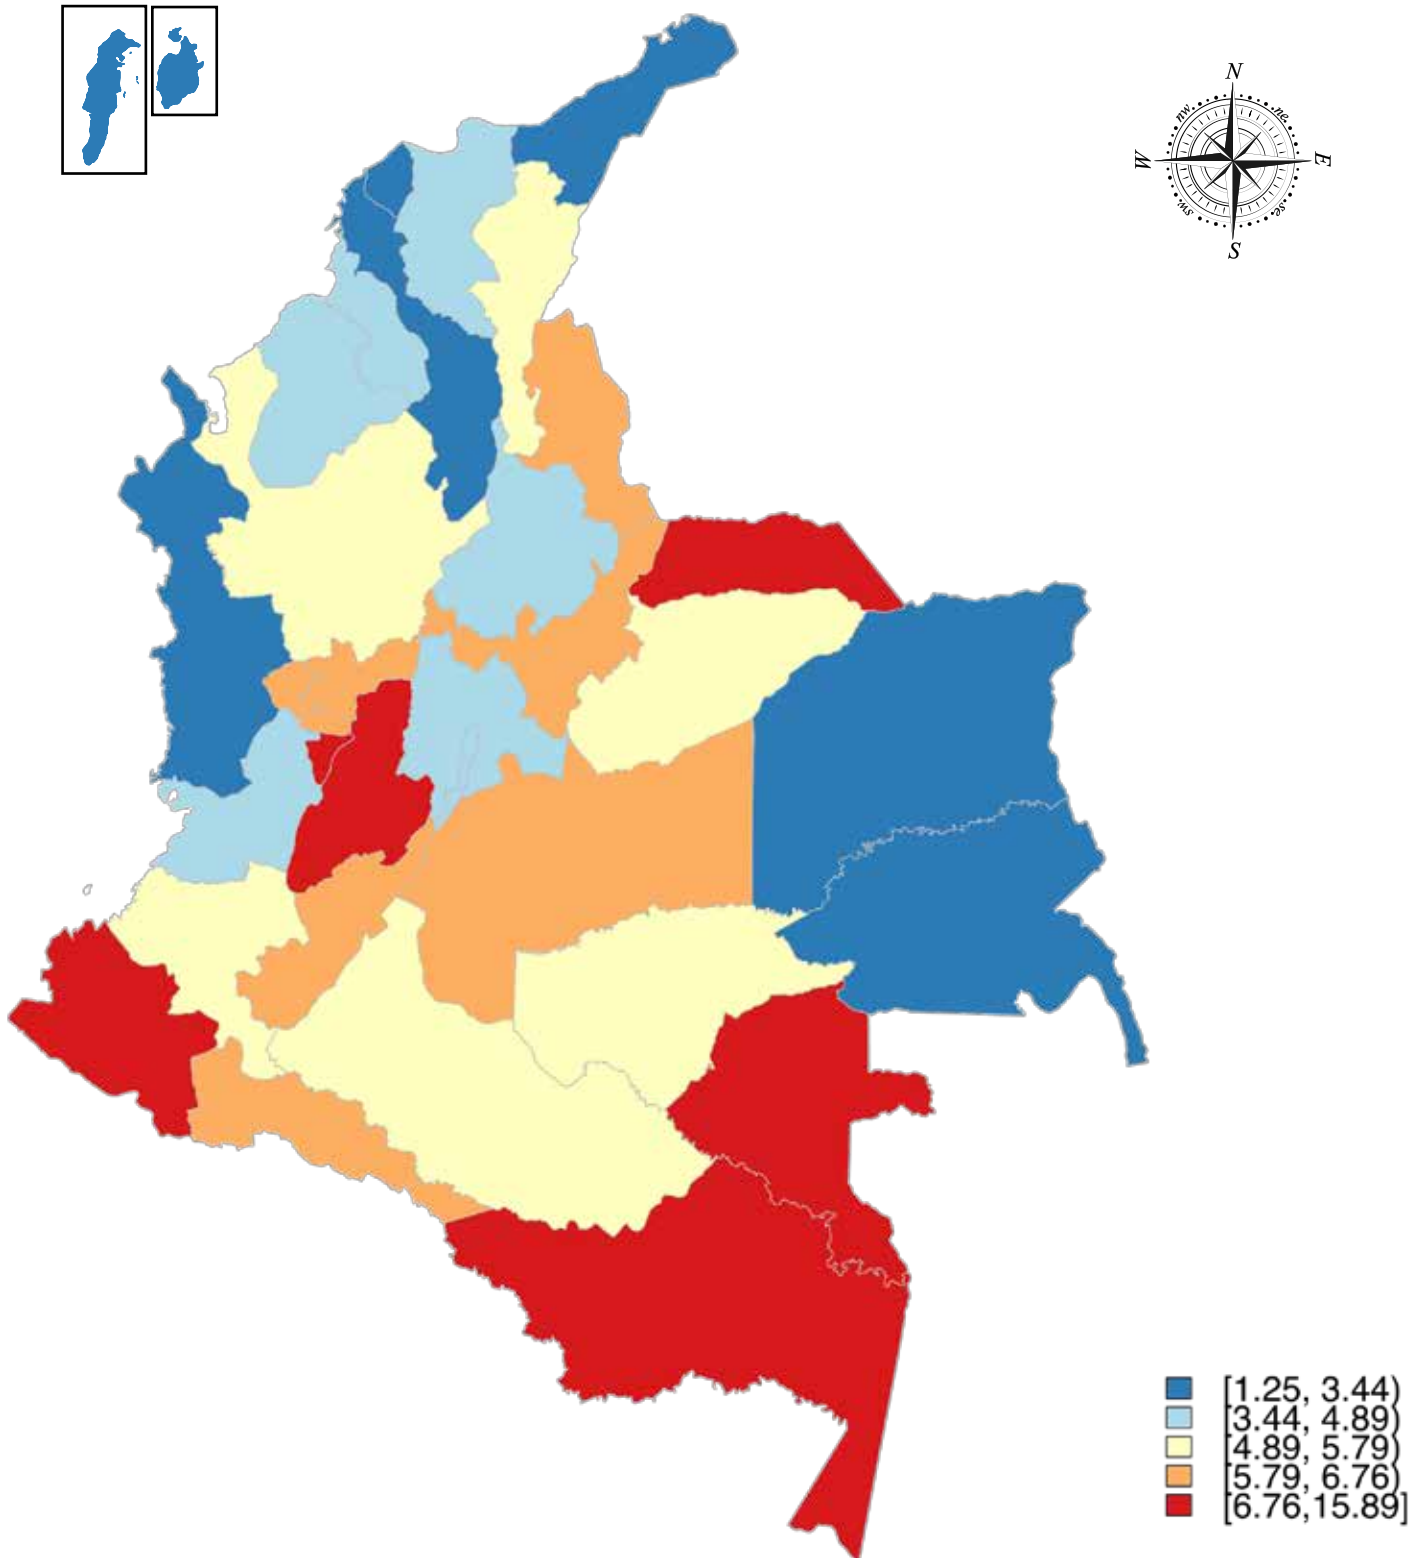 N
nw
ne
W
E
sw
se
S
[1.25, 3.44)
[3.44, 4.89)
[4.89, 5.79)
[5.79, 6.76)
[6.76,15.89]